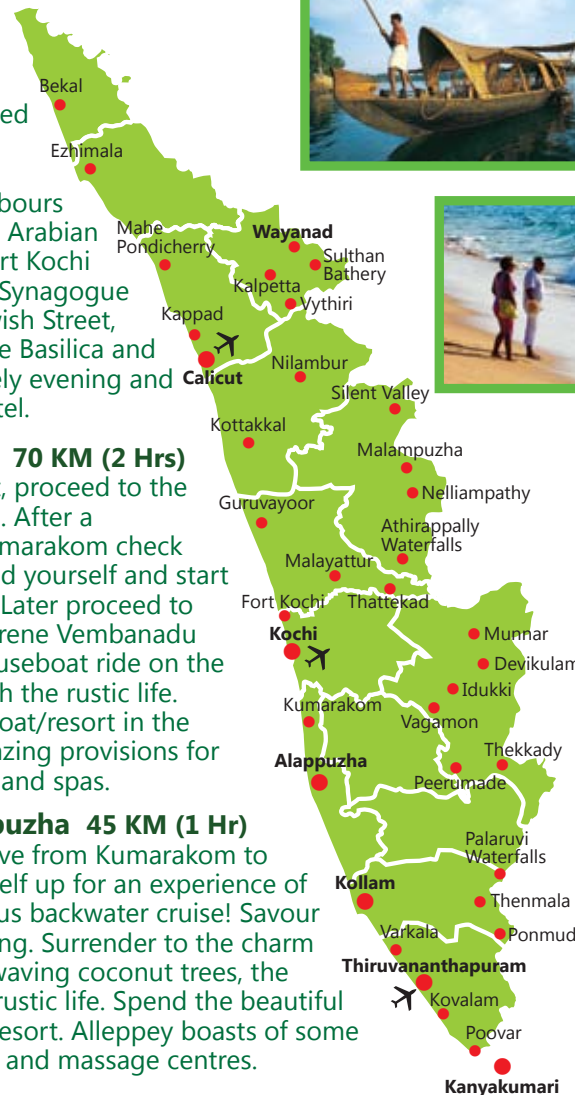 Bekal
ed
Ezhimala
bours
Arabian
rt Kochi
Synagogue
vish Street,
e Basilica and
ely evening and
tel.
Mahe
Pondicherry
Wayanad
Sulthan
Bathery
Kalpetta
Vythiri
Kappad
Calicut
Nilambur
Silent Valley
Kottakkal
Malampuzha
Nelliampathy
Guruvayoor
Athirappally
Waterfalls
Malayattur
Fort Kochi
Thattekad
Kochi
Munnar
Devikulam
Idukki
Kumarakom
Vagamon
Thekkady
Alappuzha
Peerumade
Palaruvi
Waterfalls
Kollam
Thenmala
Varkala
Ponmud
Thiruvananthapuram
Kovalam
Poovar
Kanyakumari
70 KM (2 Hrs)
, proceed to the
. After a
marakom check
d yourself and start
Later proceed to
rene Vembanadu
useboat ride on the
h the rustic life.
oat/resort in the
azing provisions for
and spas.
puzha 45 KM (1 Hr)
ve from Kumarakom to
elf up for an experience of
us backwater cruise! Savour
ng. Surrender to the charm
waving coconut trees, the
rustic life. Spend the beautiful
esort. Alleppey boasts of some
and massage centres.